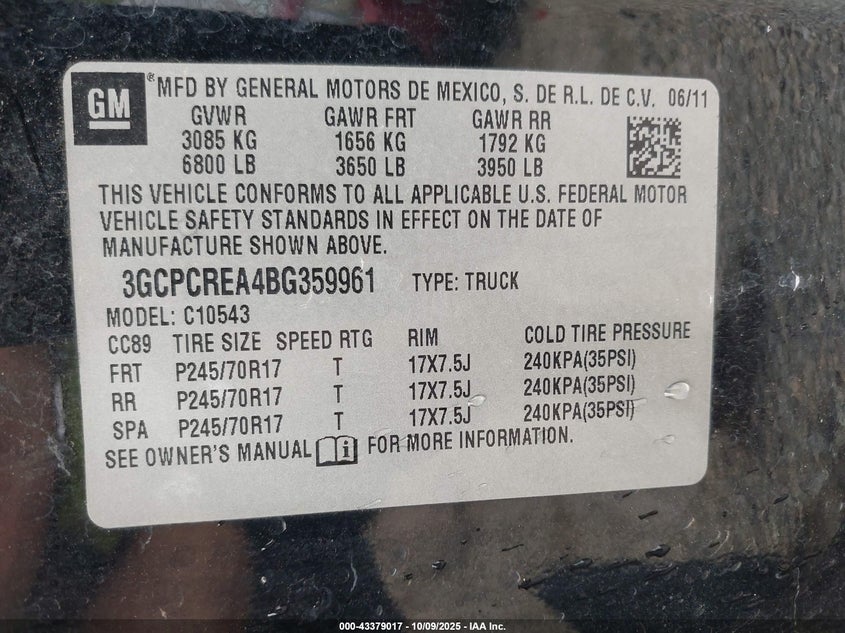 GM ® MFD BY GENERAL MOTORS DE MEXICO, S. DE R.L. DE C.V. 06/11
GVWR GAWR FRT GAWR RR
3085 KG 1656 KG 1792 KG
6800 LB 3650 LB 3950 LB
THIS VEHICLE CONFORMS TO ALL APPLICABLE U.S. FEDERAL MOTOR
VEHICLE SAFETY STANDARDS IN EFFECT ON THE DATE OF
MANUFACTURE SHOWN ABOVE.
3GCPCREA4BG359961 TYPE: TRUCK
MODEL: C10543
CC89 TIRE SIZE SPEED RTG RIM COLD TIRE PRESSURE
FRT P245/70R17 T 17X7.5J 240KPA(35PSI)
RR P245/70R17 T 17X7.5J 240KPA(35PSI)
SPA P245/70R17 T 17X7.5J 240KPA(35PSI)
SEE OWNER'S MANUAL i FOR MORE INFORMATION.
000-43379017 - 10/09/2025 - IAA Inc.